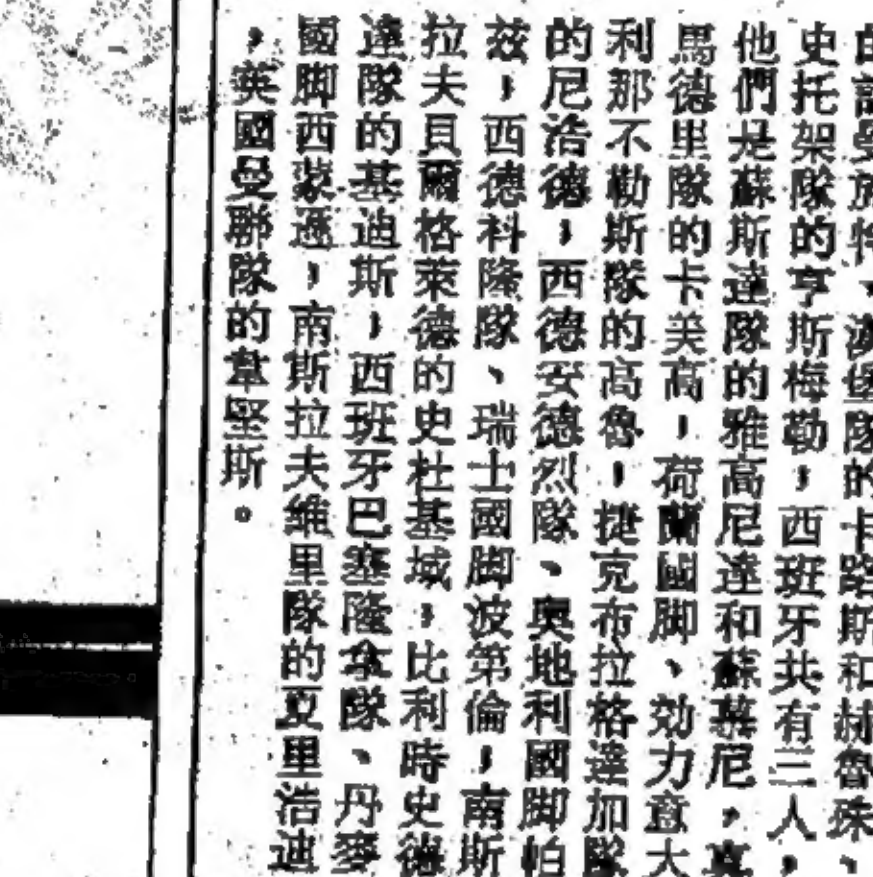 曼施特、漢堡隊的卡路斯和赫魯殊、
史托架隊的亨斯梅勒，西班牙共有三人，
他們是蘇斯達隊的雅高尼達和蘇慕尼，眞
馬德里隊的卡美高，荷蘭國脚、効力意大
利那不勒斯隊的高魯，捷克布拉格達加隊
的尼浩德，西德安德烈隊、奧地利國脚柏
兹，西德科隆隊、瑞士國脚波第倫，南斯
拉夫貝爾格萊德的史杜基域，比利時史德
達隊的基迪斯，西班牙巴塞隆拿隊、丹麥
國脚西蒙遜，南斯拉夫維里隊的夏里浩迪
，英國曼聯隊的韋堅斯。